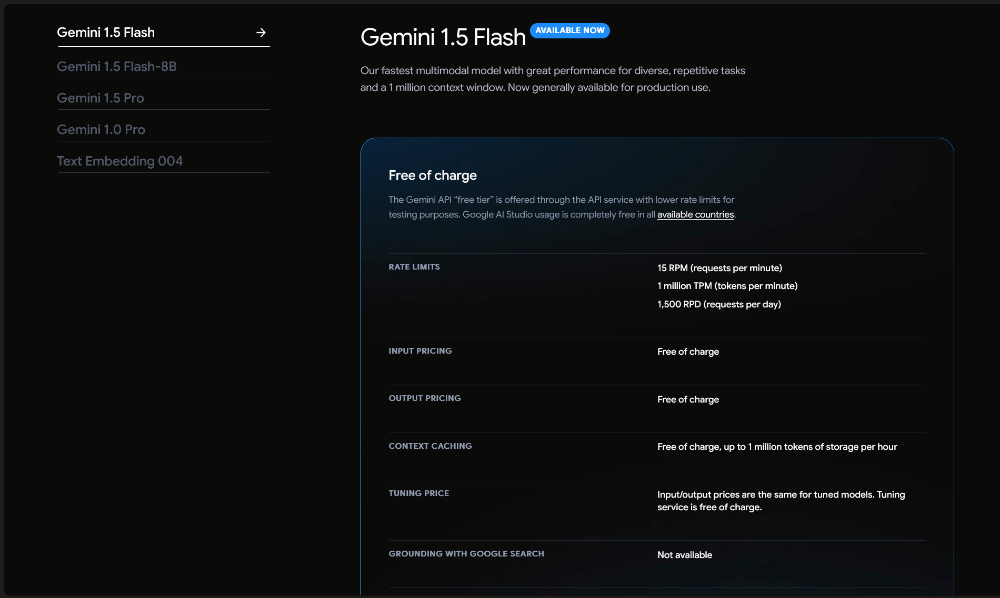 Gemini 1.5 Flash
Gemini 1.5 Flash-8B
Gemini 1.5 Pro
Gemini 1.0 Pro
Text Embedding 004
Gemini 1.5 Flash AVAILABLE NOW
Our fastest multimodal model with great performance for diverse, repetitive tasks
and a 1 million context window. Now generally available for production use.
Free of charge
The Gemini API “free tier” is offered through the API service with lower rate limits for
testing purposes. Google AI Studio usage is completely free in all available countries.
RATE LIMITS
15 RPM (requests per minute)
1 million TPM (tokens per minute)
1,500 RPD (requests per day)
INPUT PRICING
Free of charge
OUTPUT PRICING
Free of charge
CONTEXT CACHING
Free of charge, up to 1 million tokens of storage per hour
TUNING PRICE
Input/output prices are the same for tuned models. Tuning
service is free of charge.
GROUNDING WITH GOOGLE SEARCH
Not available